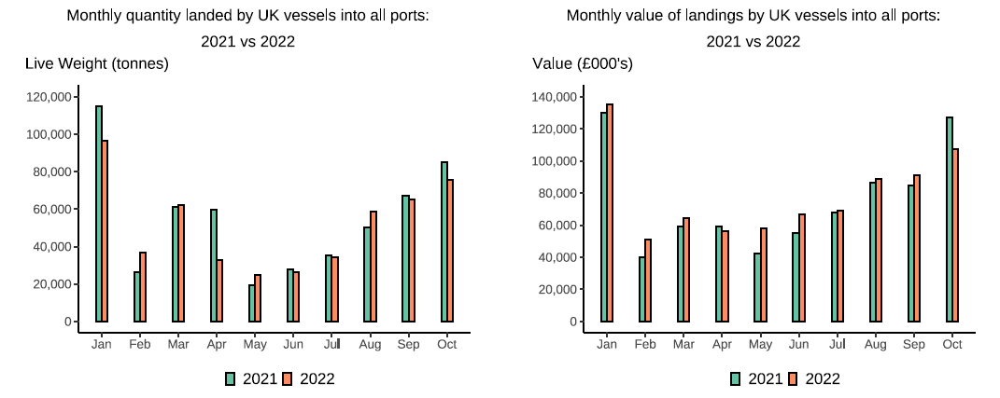 Monthly quantity landed by UK vessels into all ports:
2021 vs 2022
Live Weight (tonnes)
120,000
100,000
80,000
60,000
40,000
20,000
0
Jan Feb Mar Apr May Jun Jul Aug Sep Oct
2021 2022
Monthly value of landings by UK vessels into all ports:
2021 vs 2022
Value (£000's)
140,000
120,000
100,000
80,000
60,000
40,000
20,000
0
Jan Feb Mar Apr May Jun Jul Aug Sep Oct
2021 2022